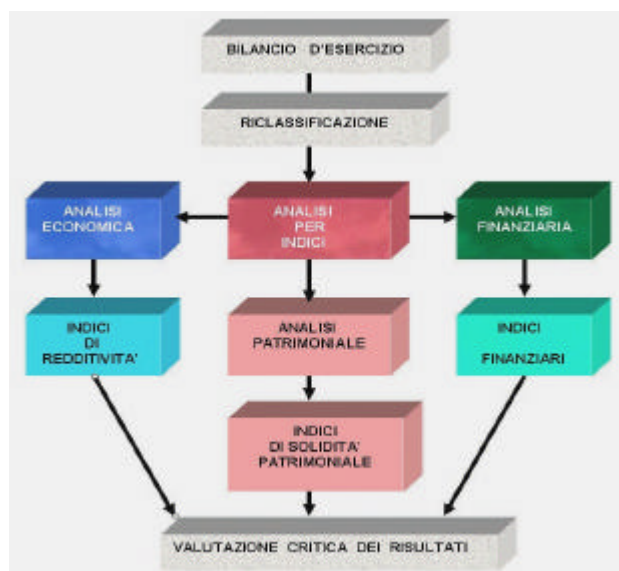 BILANCIO D'ESERCIZIO
RICLASSIFICAZIONE
ANALISI
ECONOMICA
ANALISI
PER
INDICI
ANALISI
FINANZIARIA
INDICI
DI
REDDITIVITA'
ANALISI
PATRIMONIALE
INDICI
FINANZIARI
INDICI
DI SOLIDITA'
PATRIMONIALE
VALUTAZIONE CRITICA DEI RISULTATI